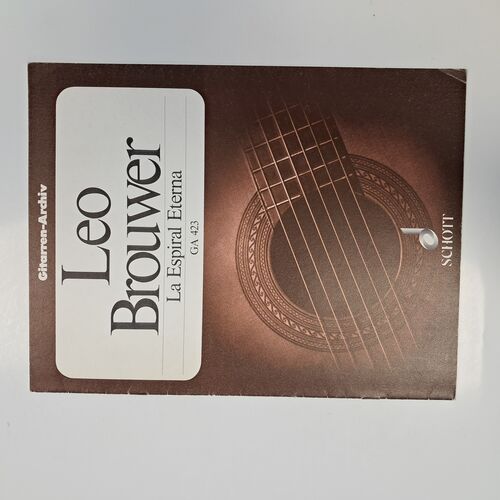 Gitarren-Archiv
Leo
Brouwer
La Espiral Eterna
GA 423
SCHOTT